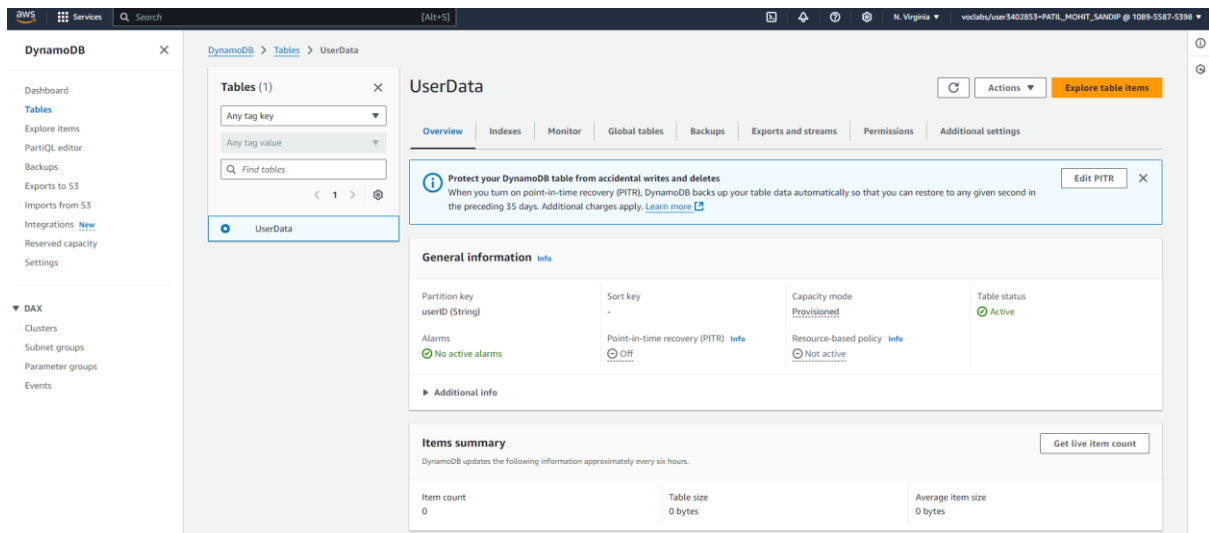 aws Services Search [Alt+S] N. Virginia ▼ voclabs/user3402853=PATIL_MOHIT_SANDIP @ 1089-5587-5398 ▼
DynamoDB
Dashboard
Tables
Explore items
PartiQL editor
Backups
Exports to S3
Imports from S3
Integrations New
Reserved capacity
Settings
▼ DAX
Clusters
Subnet groups
Parameter groups
Events
DynamoDB > Tables > UserData
Tables (1)
Any tag key
Any tag value
Find tables
< 1 >
UserData
UserData
Actions ▼ Explore table items
Overview Indexes Monitor Global tables Backups Exports and streams Permissions Additional settings
Protect your DynamoDB table from accidental writes and deletes
When you turn on point-in-time recovery (PITR), DynamoDB backs up your table data automatically so that you can restore to any given second in
the preceding 35 days. Additional charges apply. Learn more
Edit PITR
General information Info
Partition key
userID (String)
Sort key
-
Capacity mode
Provisioned
Table status
Active
Alarms
No active alarms
Point-in-time recovery (PITR) Info
Off
Resource-based policy Info
Not active
▶ Additional info
Items summary
Get live item count
DynamoDB updates the following information approximately every six hours.
Item count
0
Table size
0 bytes
Average item size
0 bytes